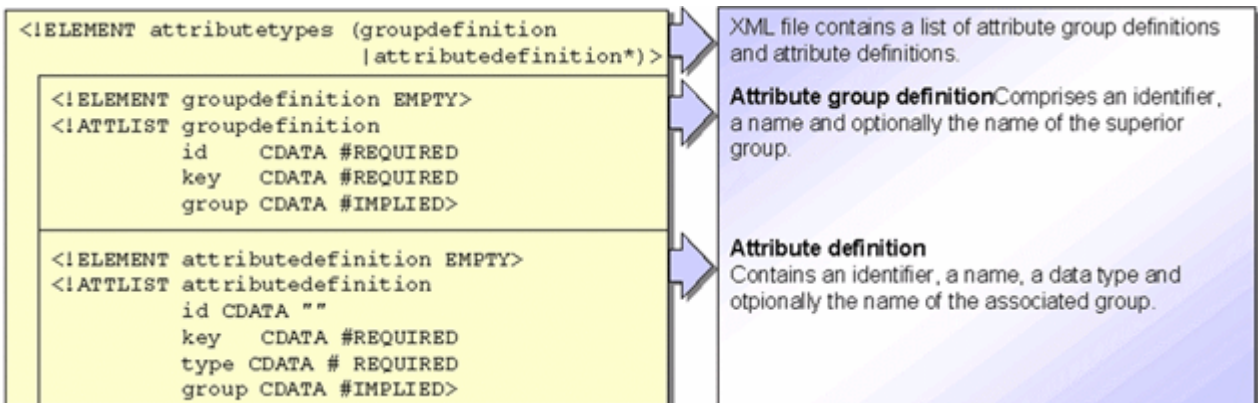 <!ELEMENT attributetypes (groupdefinition
|attributedefinition*)>
<!ELEMENT groupdefinition EMPTY>
<!ATTLIST groupdefinition
id CDATA #REQUIRED
key CDATA #REQUIRED
group CDATA #IMPLIED>
<!ELEMENT attributedefinition EMPTY>
<!ATTLIST attributedefinition
id CDATA ""
key CDATA #REQUIRED
type CDATA # REQUIRED
group CDATA #IMPLIED>
XML file contains a list of attribute group definitions
and attribute definitions.
Attribute group definitionComprises an identifier,
a name and optionally the name of the superior
group.
Attribute definition
Contains an identifier, a name, a data type and
otpionally the name of the associated group.